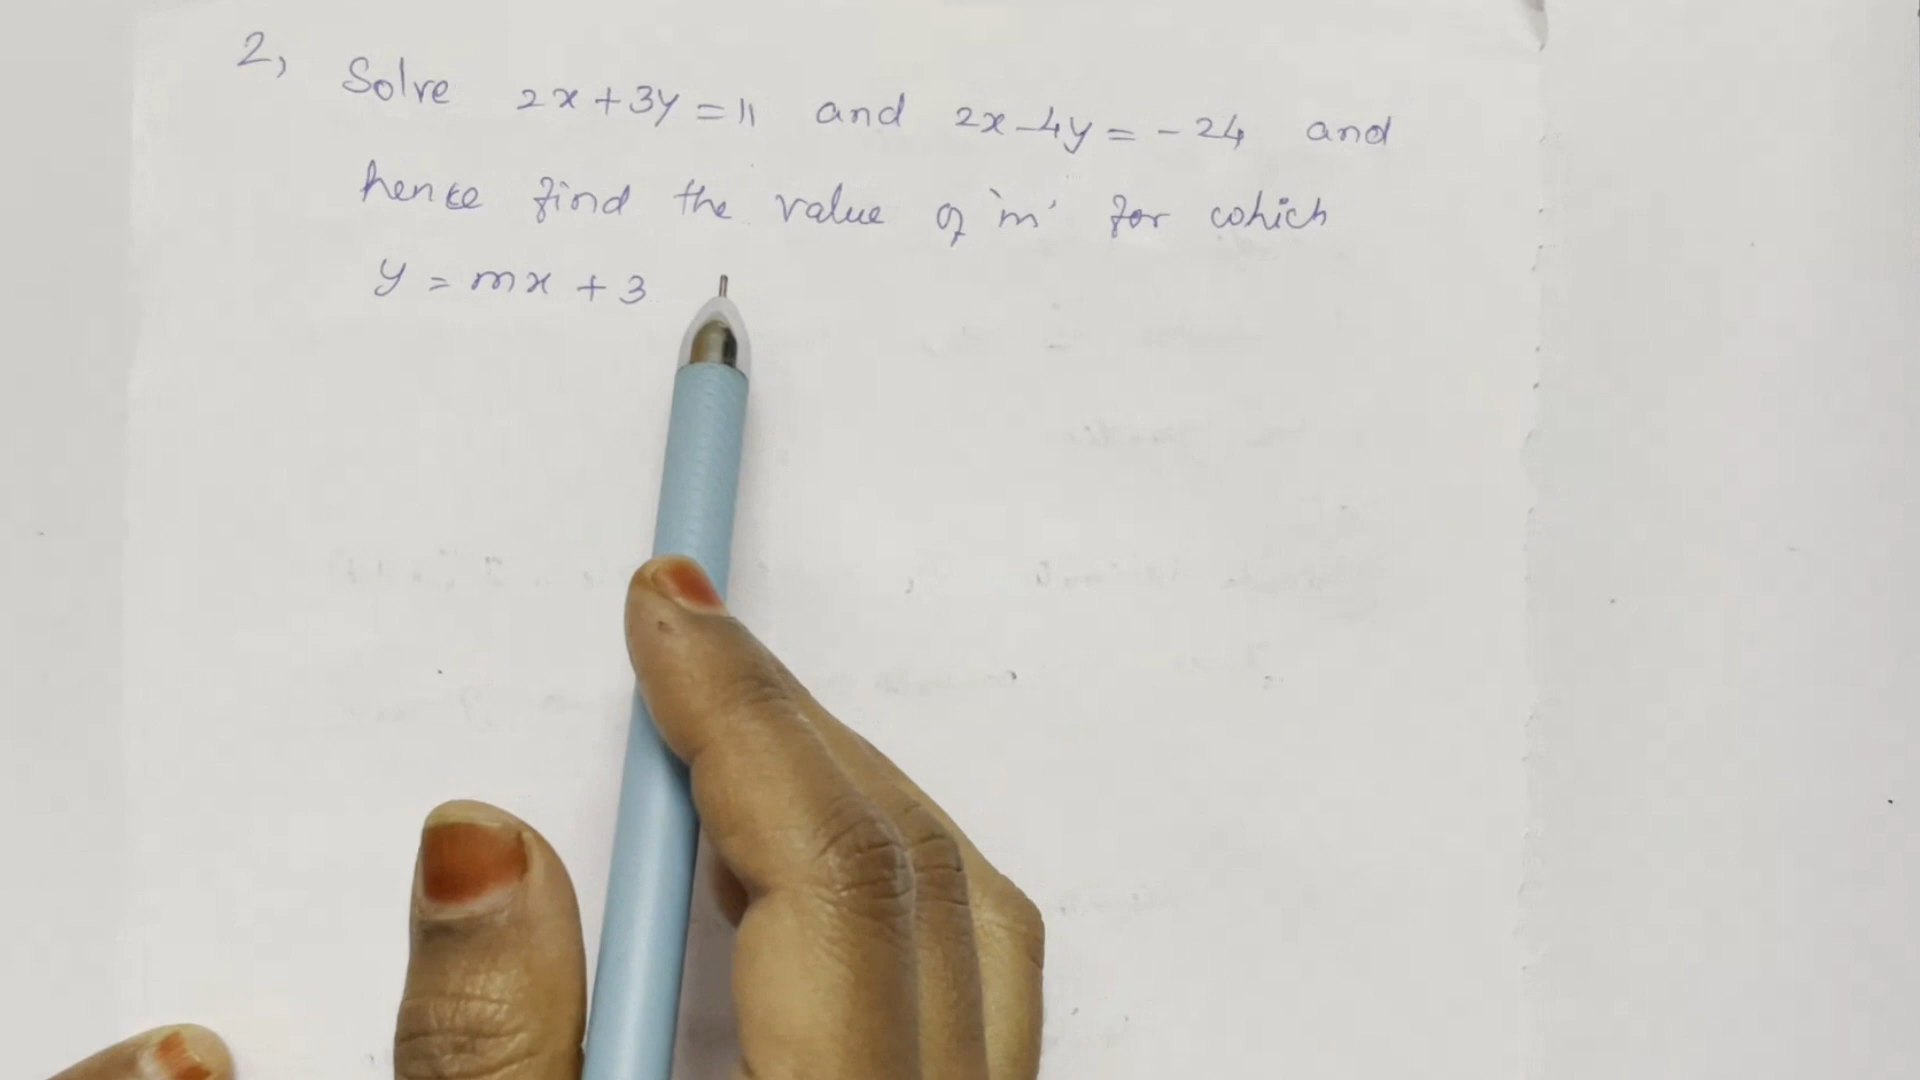 2, Solve 2x+3y=11 and 2x-4y=-24 and
hence find the value of 'm' for which
y = mx + 3